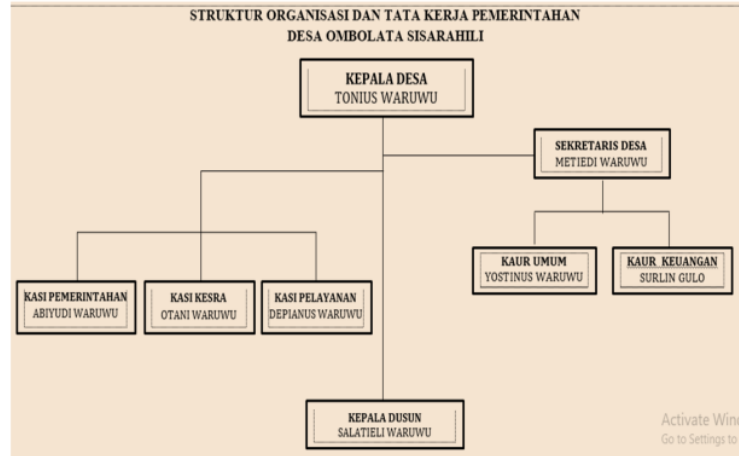 STRUKTUR ORGANISASI DAN TATA KERJA PEMERINTAHAN
DESA OMBOLATA SISARAHILI
KEPALA DESA
TONIUS WARUWU
SEKRETARIS DESA
METIEDI WARUWU
KAUR UMUM
YOSTINUS WARUWU
KAUR KEUANGAN
SURLIN GULO
KASI PEMERINTAHAN
ABIYUDI WARUWU
KASI KESRA
OTANI WARUWU
KASI PELAYANAN
DEPIANUS WARUWU
KEPALA DUSUN
SALATIELI WARUWU
Activate Win
Go to Settings to